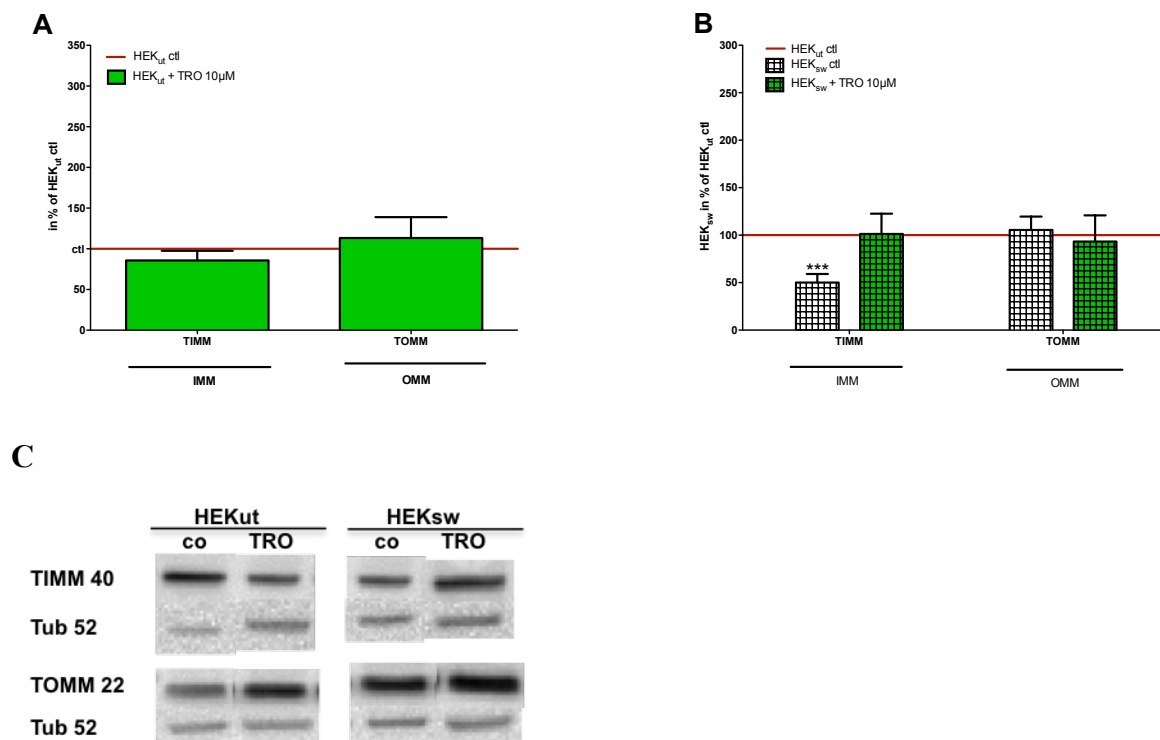 A
350
300
250
200
150
ctl
50
0
in % of HEKut ctl
HEKut ctl
HEKut + TRO 10µM
TIMM TOMM
IMM OMM
B
300
250
200
150
100
50
0
HEKsw in % of HEKut ctl
HEKut ctl
HEKsw ctl
HEKsw + TRO 10µM
***
TIMM TOMM
IMM OMM
C
HEKut HEKsw
co TRO co TRO
TIMM 40
Tub 52
TOMM 22
Tub 52